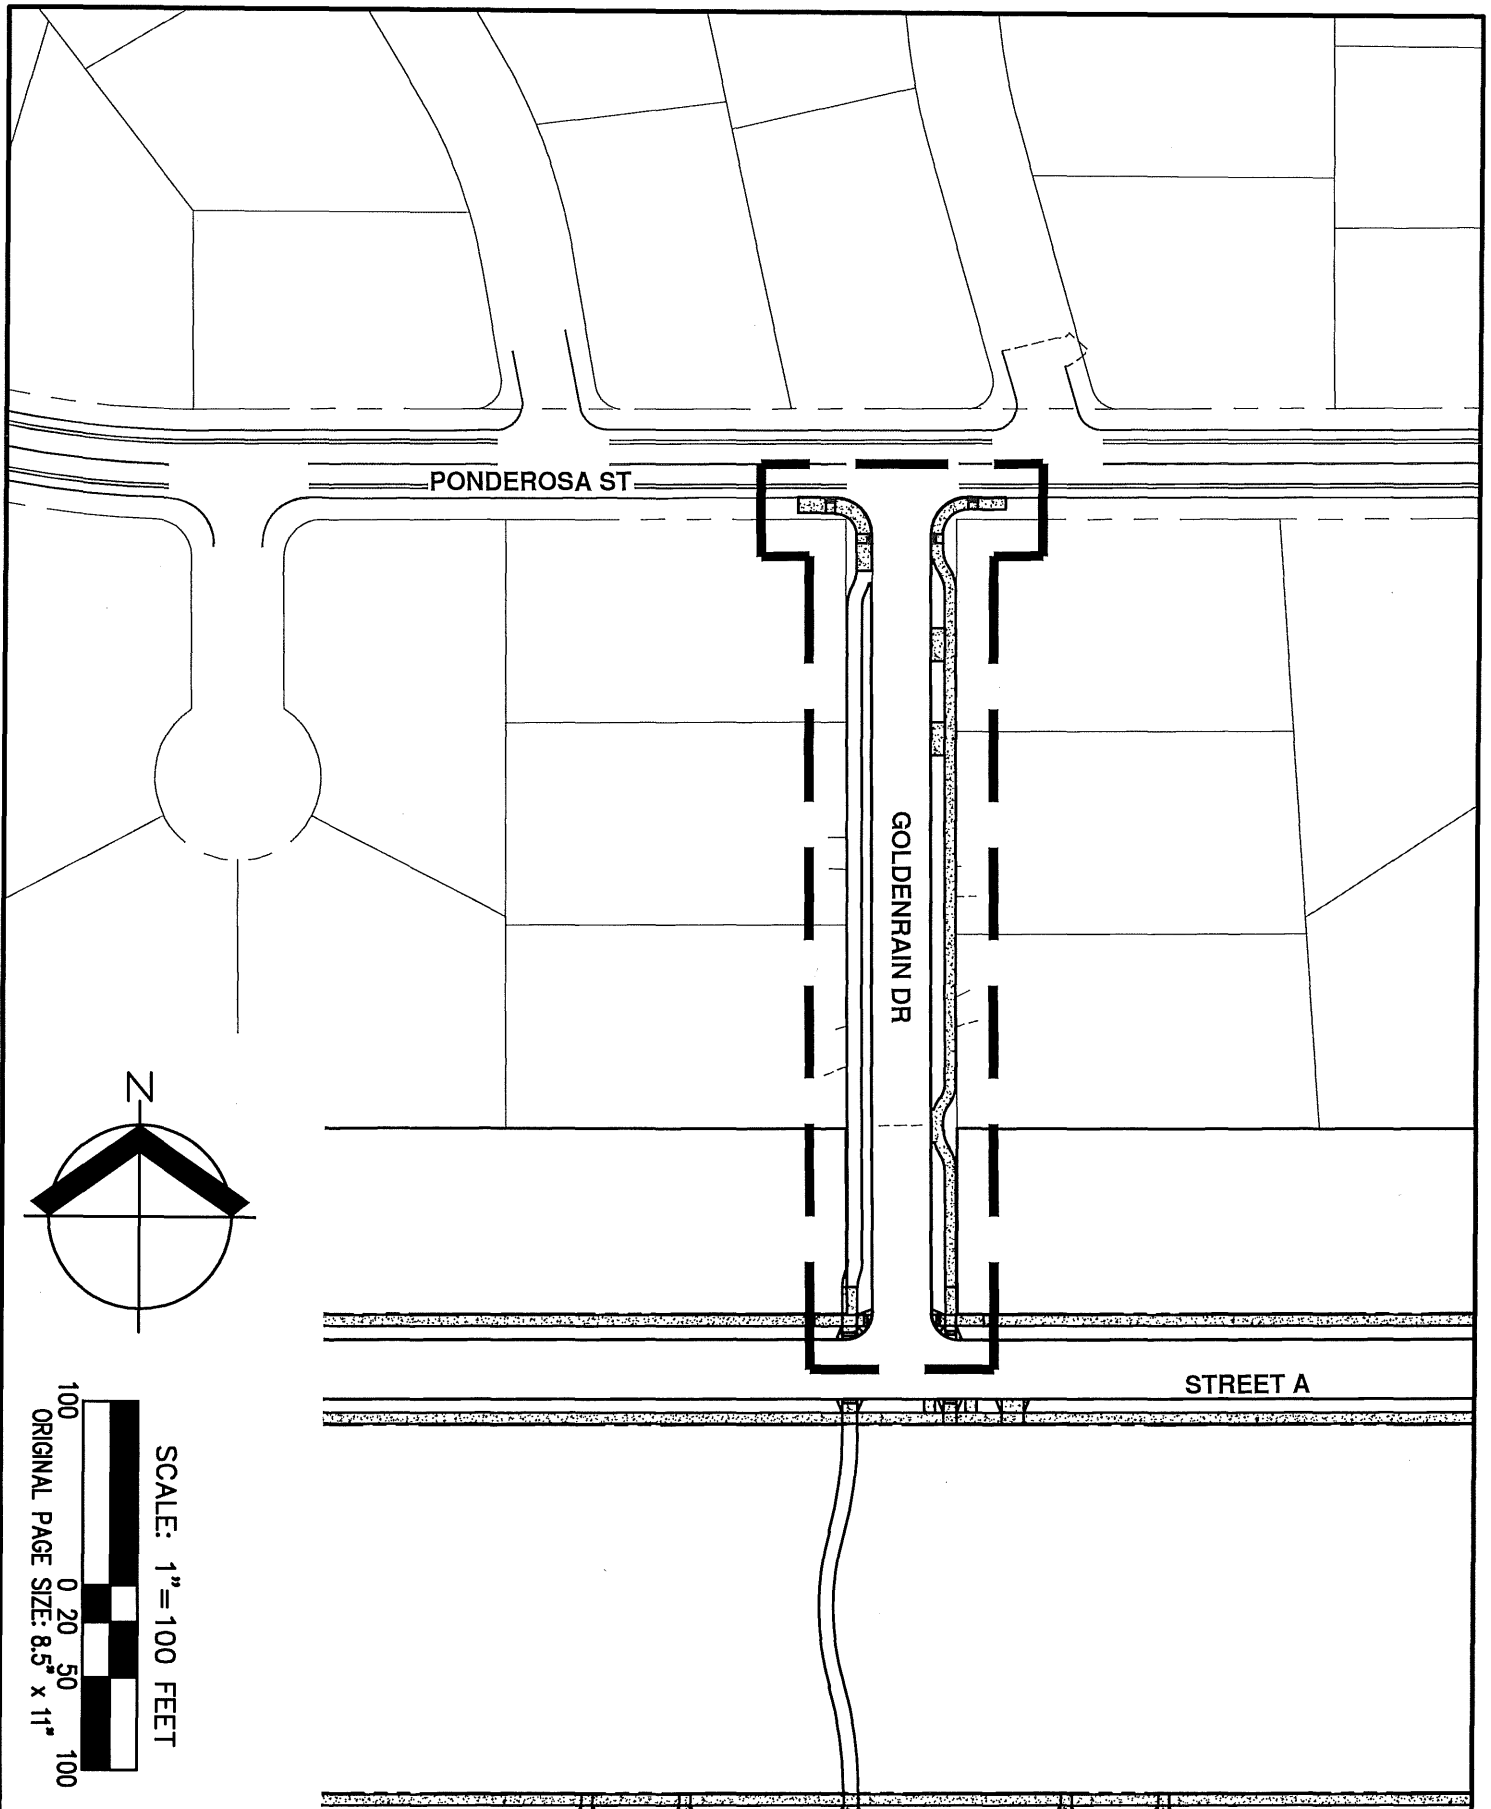 PONDEROSA ST
GOLDENRAIN DR
N
STREET A
SCALE: 1"=100 FEET
100 0 20 50 100
ORIGINAL PAGE SIZE: 8.5" x 11"